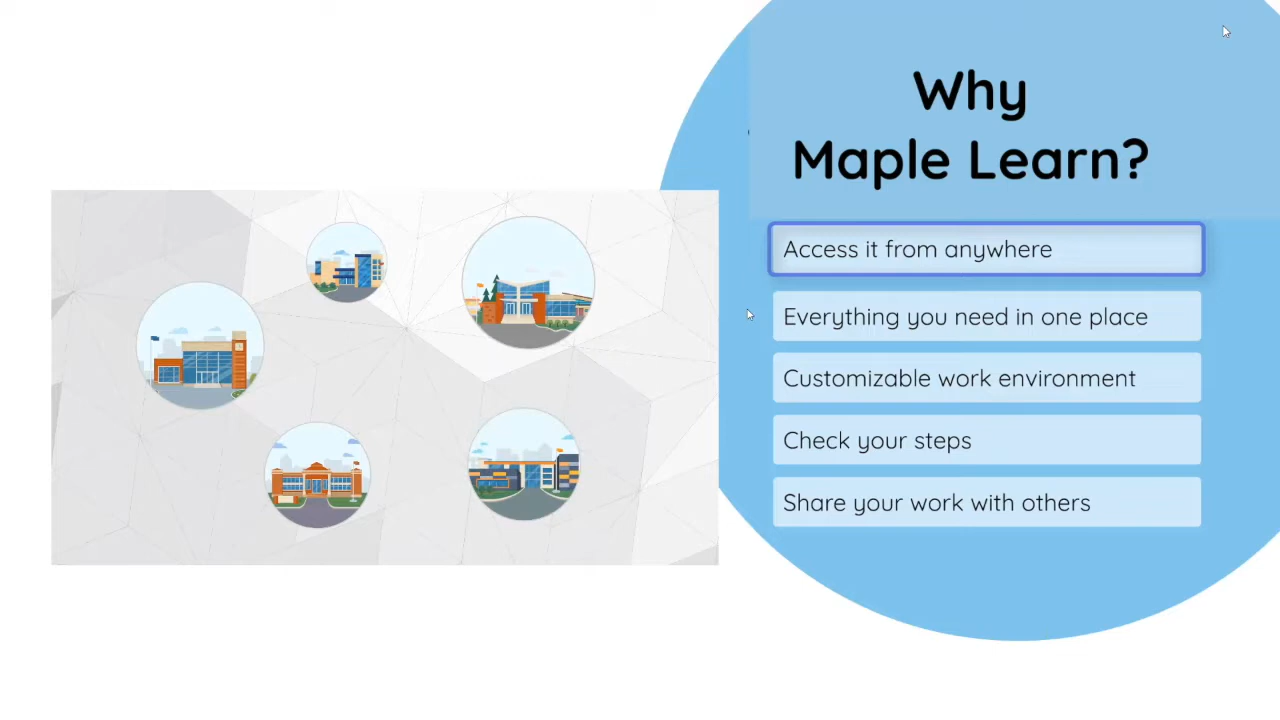 Why
Maple Learn?
Access it from anywhere
Everything you need in one place
Customizable work environment
Check your steps
Share your work with others